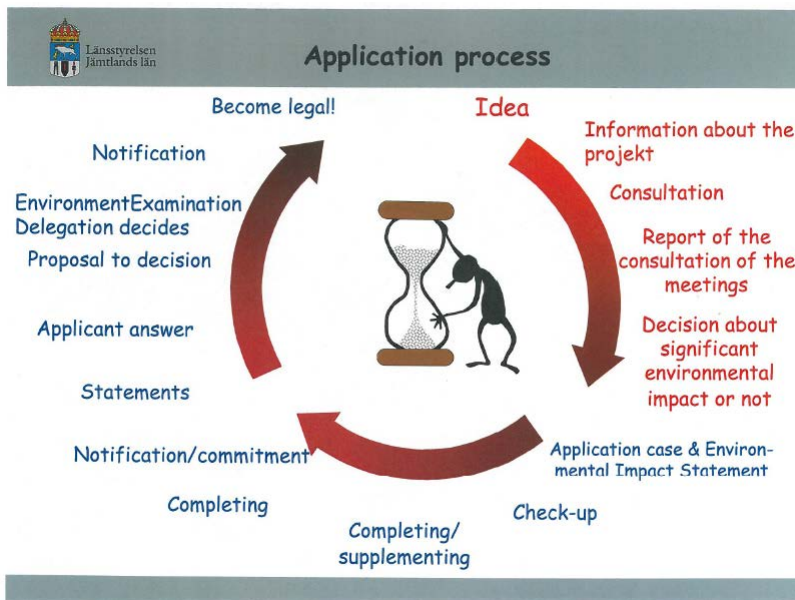 Länsstyrelsen
Jämtlands län
Application process
Idea
Information about the
projekt
Consultation
Report of the
consultation of the
meetings
Decision about
significant
environmental
impact or not
Application case & Environ-
mental Impact Statement
Check-up
Completing/
supplementing
Completing
Notification/commitment
Statements
Applicant answer
Proposal to decision
EnvironmentExamination
Delegation decides
Notification
Become legal!